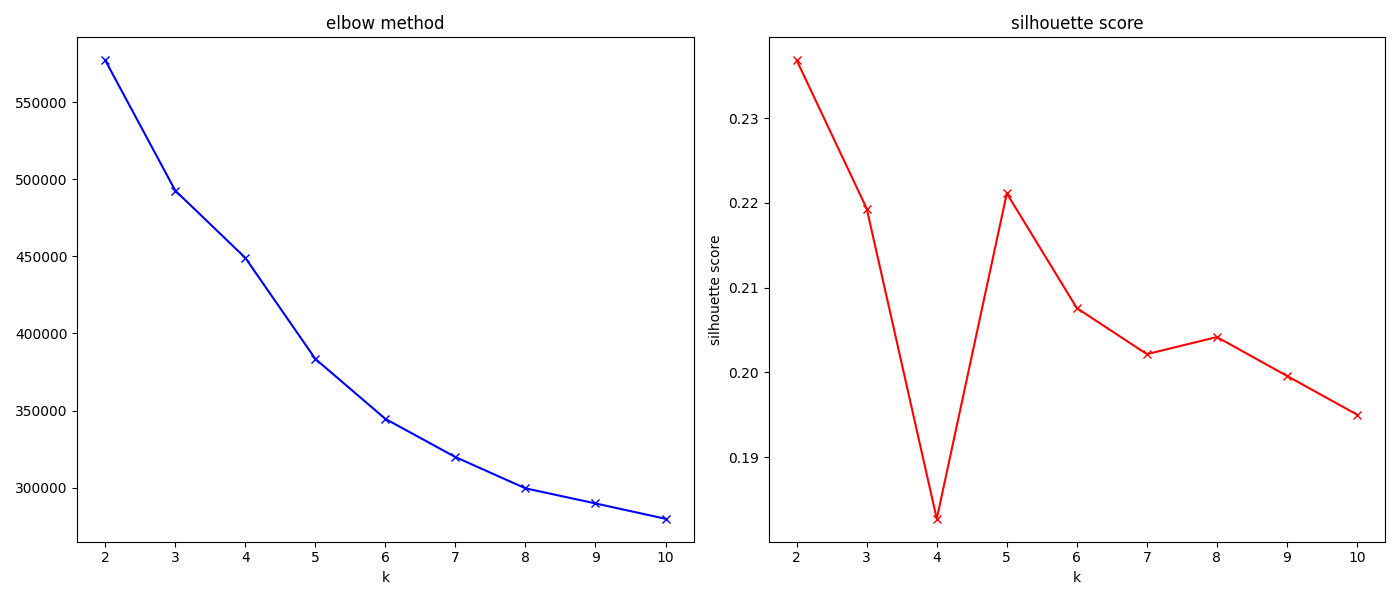 elbow method
550000
500000
450000
400000
350000
300000
2 3 4 5 6 7 8 9 10
k
silhouette score
silhouette score
0.23
0.22
0.21
0.20
0.19
2 3 4 5 6 7 8 9 10
k